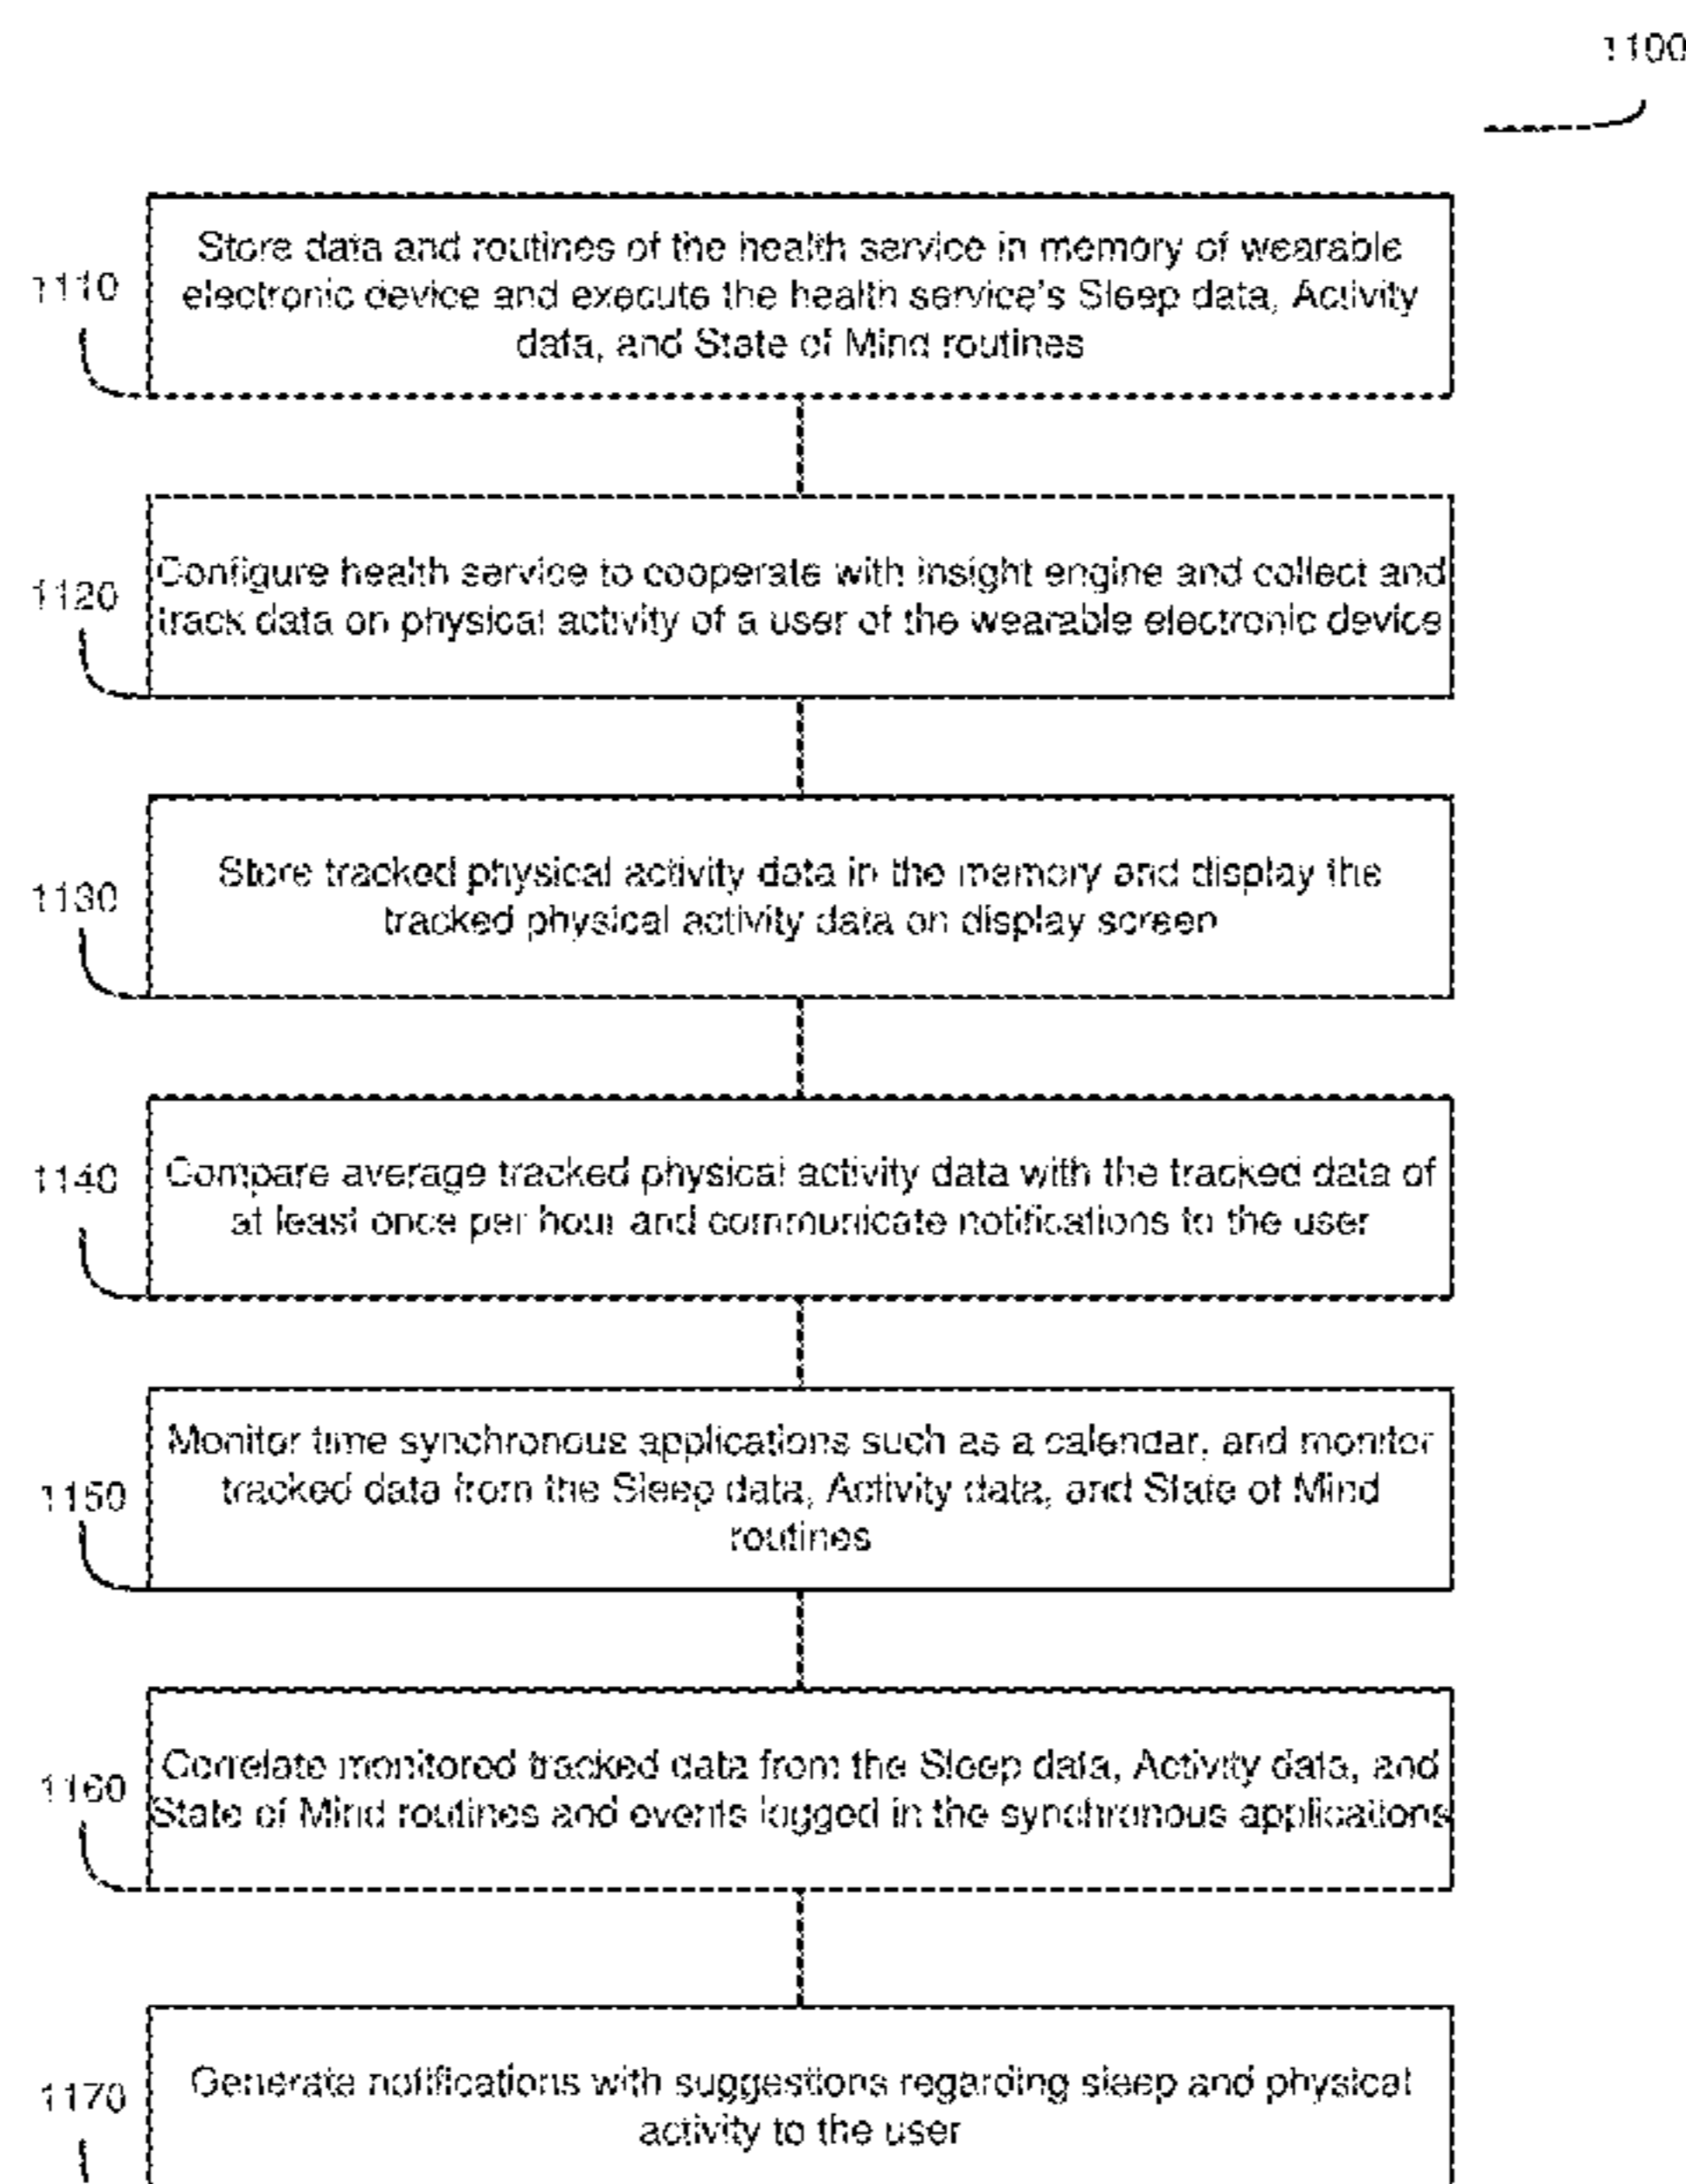 1100
Store data and routines of the health service in memory of wearable
electronic device and execute the health service's Sleep data, Activity
data, and State of Mind routines
1110
Configure health service to cooperate with insight engine and collect and
track data on physical activity of a user of the wearable electronic device
1120
Store tracked physical activity data in the memory and display the
tracked physical activity data on display screen
1130
Compare average tracked physical activity data with the tracked data of
at least once per hour and communicate notifications to the user
1140
Monitor time synchronous applications such as a calendar, and monitor
tracked data from the Sleep data, Activity data, and State of Mind
routines
1150
Correlate monitored tracked data from the Sleep data, Activity data, and
State of Mind routines and events logged in the synchronous applications
1160
Generate notifications with suggestions regarding sleep and physical
activity to the user
1170